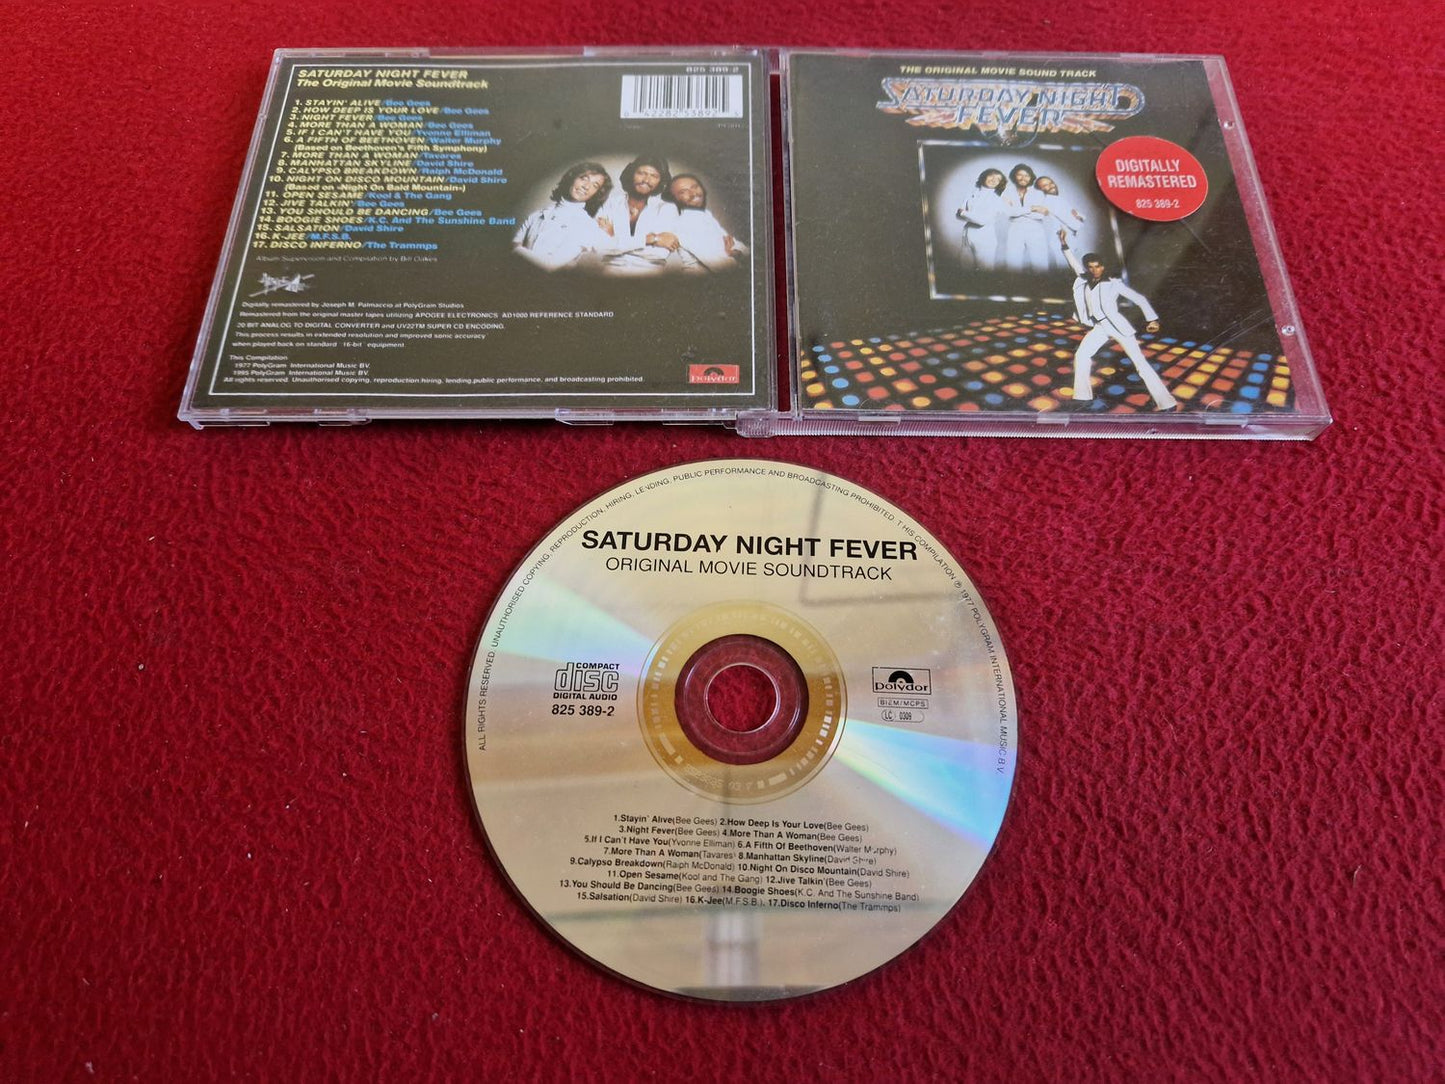 SATURDAY NIGHT FEVER
The Original Movie Soundtrack
825 389-2
1. STAYIN' ALIVE/Bee Gees
2. HOW DEEP IS YOUR LOVE/Bee Gees
3. NIGHT FEVER/Bee Gees
4. MORE THAN A WOMAN/Bee Gees
5. IF I CAN'T HAVE YOU/Yvonne Elliman
6. A FIFTH OF BEETHOVEN/Walter Murphy
(Based on Beethoven's Fifth Symphony)
7. MORE THAN A WOMAN/Tavares
8. MANHATTAN SKYLINE/David Shire
9. CALYPSO BREAKDOWN/Ralph McDonald
10. NIGHT ON DISCO MOUNTAIN/David Shire
(Based on «Night On Bald Mountain»)
11. OPEN SESAME/Kool & The Gang
12. JIVE TALKIN'/Bee Gees
13. YOU SHOULD BE DANCING/Bee Gees
14. BOOGIE SHOES/K.C. And The Sunshine Band
15. SALSATION/David Shire
16. K-JEE/M.F.S.B.
17. DISCO INFERNO/The Trammps
Album Supervision and Compilation by Bill Oakes
Digitally remastered by Joseph M. Palmaccio at PolyGram Studios
Remastered from the original master tapes utilizing APOGEE ELECTRONICS AD1000 REFERENCE STANDARD
20 BIT ANALOG TO DIGITAL CONVERTER and UV22TM SUPER CD ENCODING.
This process results in extended resolution and improved sonic accuracy
when played back on standard 16-bit equipment.
This Compilation
1977 PolyGram International Music BV.
1995 PolyGram International Music BV.
All rights reserved. Unauthorised copying, reproduction, hiring, lending, public performance, and broadcasting prohibited.
polydor
THE ORIGINAL MOVIE SOUND TRACK
SATURDAY NIGHT
FEVER
DIGITALLY
REMASTERED
825 389-2
ALL RIGHTS RESERVED. UNAUTHORISED COPYING, REPRODUCTION, HIRING, LENDING, PUBLIC PERFORMANCE AND BROADCASTING PROHIBITED. THIS COMPILATION ℗ 1977 POLYGRAM INTERNATIONAL MUSIC B.V.
SATURDAY NIGHT FEVER
ORIGINAL MOVIE SOUNDTRACK
COMPACT
disc
DIGITAL AUDIO
825 389-2
polydor
BIEM/MCPS
LC 0309
1.Stayin' Alive(Bee Gees) 2.How Deep Is Your Love(Bee Gees)
3.Night Fever(Bee Gees) 4.More Than A Woman(Bee Gees)
5.If I Can't Have You(Yvonne Elliman) 6.A Fifth Of Beethoven(Walter Murphy)
7.More Than A Woman(Tavares) 8.Manhattan Skyline(David Shire)
9.Calypso Breakdown(Ralph McDonald) 10.Night On Disco Mountain(David Shire)
11.Open Sesame(Kool and The Gang) 12.Jive Talkin'(Bee Gees)
13.You Should Be Dancing(Bee Gees) 14.Boogie Shoes(K.C. And The Sunshine Band)
15.Salsation(David Shire) 16.K-Jee(M.F.S.B.). 17.Disco Inferno(The Trammps)